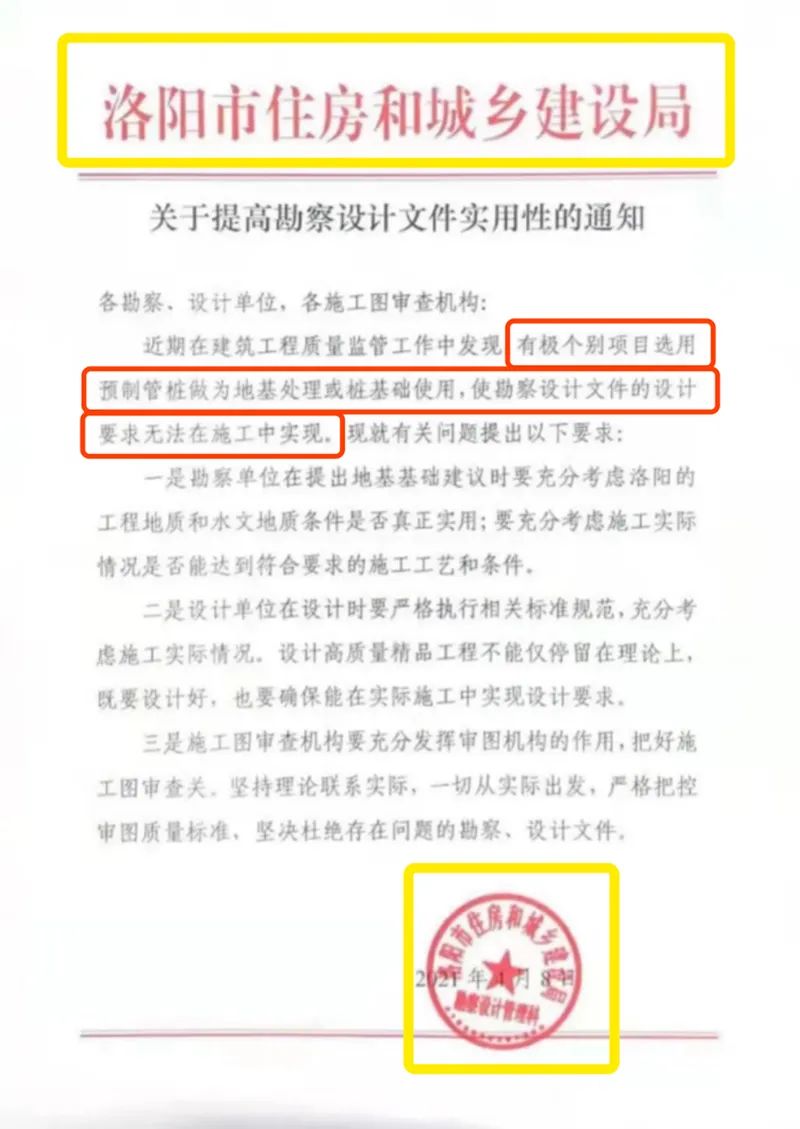 洛阳市住房和城乡建设局
关于提高勘察设计文件实用性的通知
各勘察、设计单位，各施工图审查机构：
近期在建筑工程质量监管工作中发现，有极个别项目选用
预制管桩做为地基处理或桩基础使用，使勘察设计文件的设计
要求无法在施工中实现。现就有关问题提出以下要求：
一是勘察单位在提出地基基础建议时要充分考虑洛阳的
工程地质和水文地质条件是否真正实用；要充分考虑施工实际
情况是否能达到符合要求的施工工艺和条件。
二是设计单位在设计时要严格执行相关标准规范，充分考
虑施工实际情况。设计高质量精品工程不能仅停留在理论上，
既要设计好，也要确保能在实际施工中实现设计要求。
三是施工图审查机构要充分发挥审图机构的作用，把好施
工图审查关。坚持理论联系实际，一切从实际出发，严格把控
审图质量标准、坚决杜绝存在问题的勘察、设计文件。
洛阳市住房和城乡建设局
2021 年 1 月 8 日
勘察设计管理科